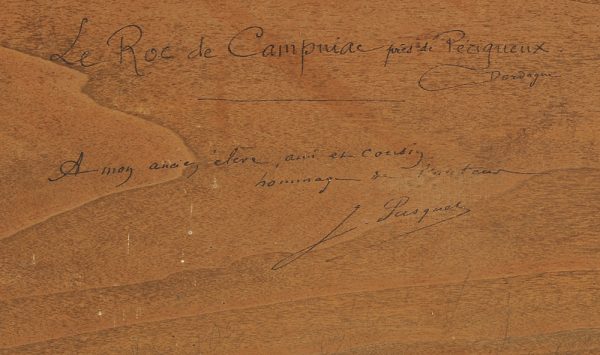 Le Roc de Campniac près de Périgueux
Dordogne
A mon ancien élève, ami et cousin,
hommage de l'auteur
J. Pasquet